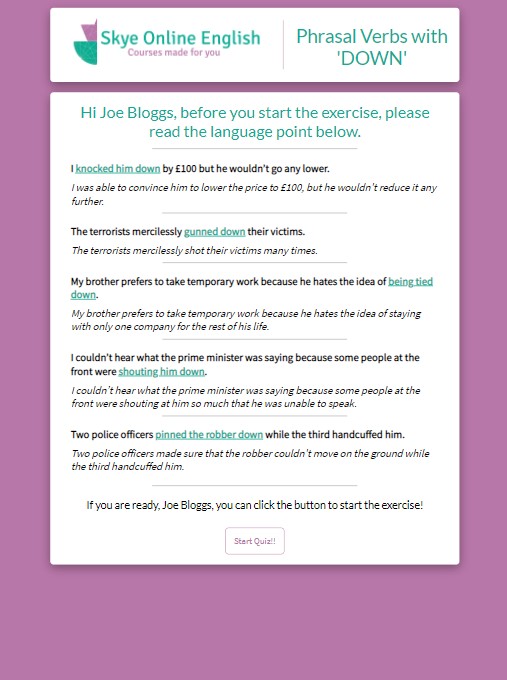 Skye Online English
Courses made for you
Phrasal Verbs with
'DOWN'
Hi Joe Bloggs, before you start the exercise, please
read the language point below.
I knocked him down by £100 but he wouldn't go any lower.
I was able to convince him to lower the price to £100, but he wouldn't reduce it any
further.
The terrorists mercilessly gunned down their victims.
The terrorists mercilessly shot their victims many times.
My brother prefers to take temporary work because he hates the idea of being tied
down.
My brother prefers to take temporary work because he hates the idea of staying
with only one company for the rest of his life.
I couldn't hear what the prime minister was saying because some people at the
front were shouting him down.
I couldn't hear what the prime minister was saying because some people at the
front were shouting at him so much that he was unable to speak.
Two police officers pinned the robber down while the third handcuffed him.
Two police officers made sure that the robber couldn't move on the ground while
the third handcuffed him.
If you are ready, Joe Bloggs, you can click the button to start the exercise!
Start Quiz!!